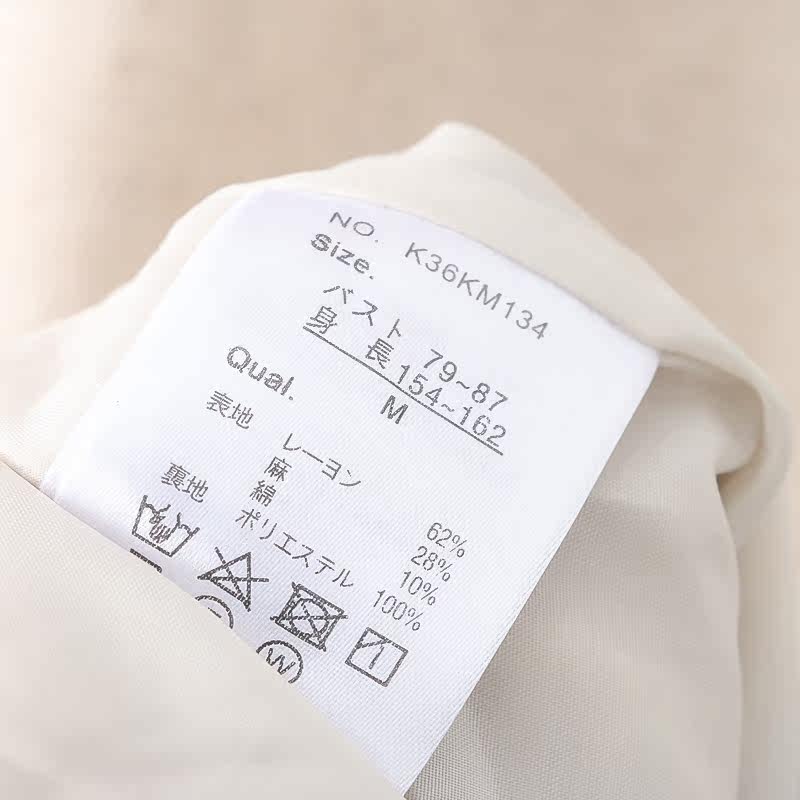 NO. K36KM134
Size.
バスト 79~87
身長 154~162
M
Qual.
表地 レーヨン 62%
麻 28%
綿 10%
裏地 ポリエステル 100%
W